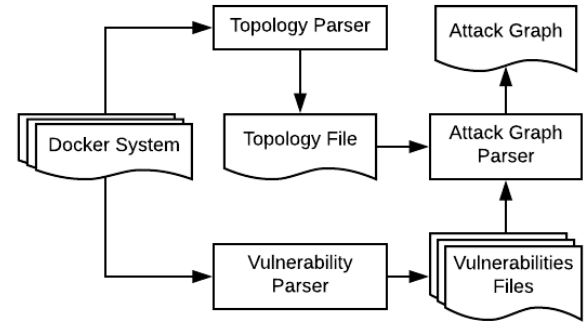 Topology Parser
Attack Graph
Docker System
Topology File
Attack Graph
Parser
Vulnerability
Parser
Vulnerabilities
Files